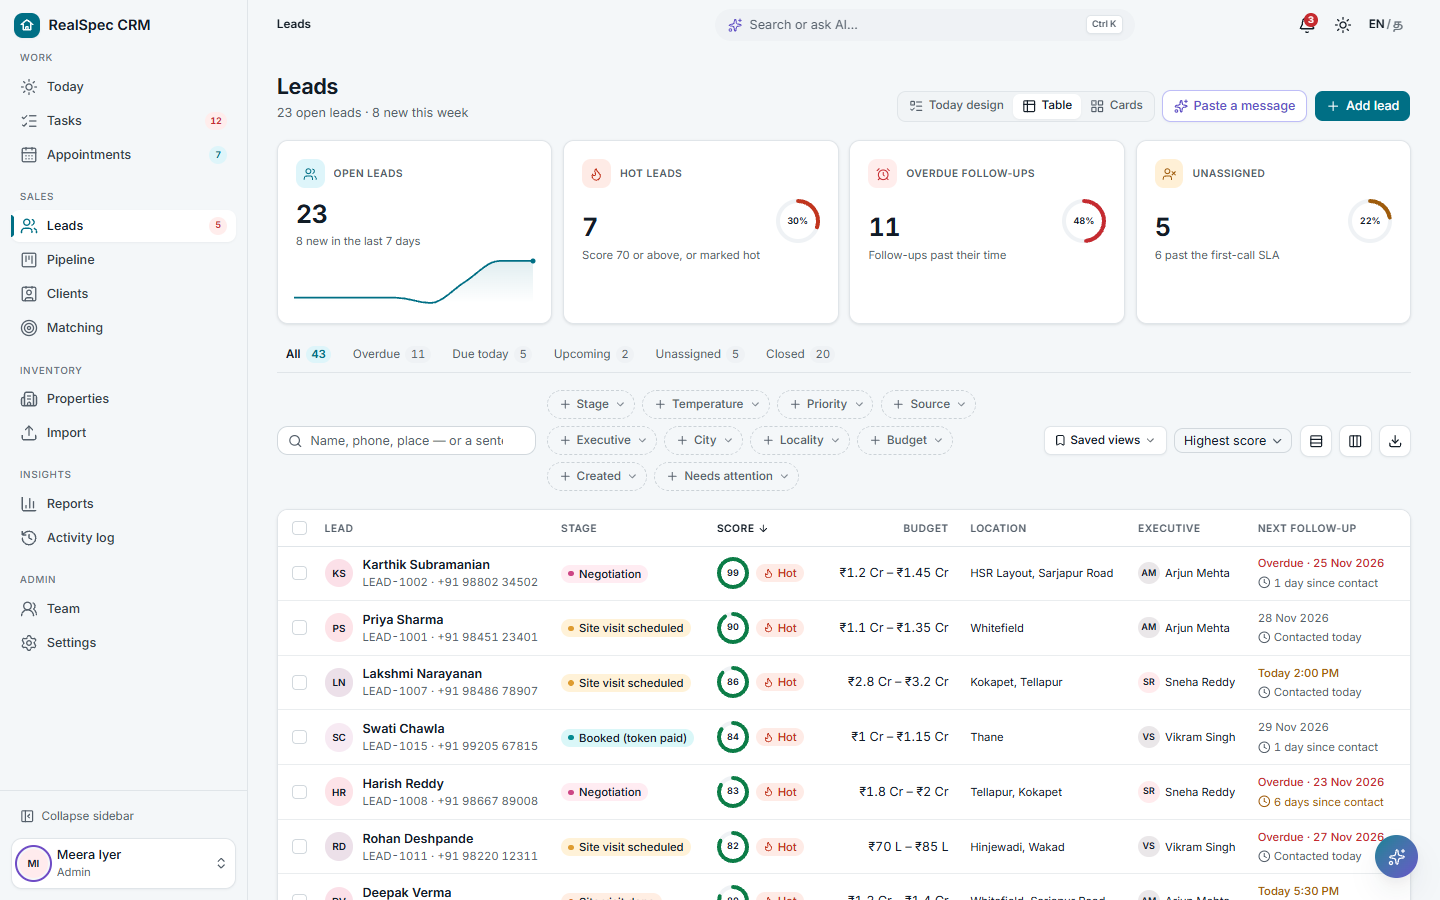 RealSpec CRM
WORK
Today
Tasks 12
Appointments 7
SALES
Leads 5
Pipeline
Clients
Matching
INVENTORY
Properties
Import
INSIGHTS
Reports
Activity log
ADMIN
Team
Settings
Collapse sidebar
MI Meera Iyer
Admin
Leads
Search or ask AI... Ctrl K
3
EN / த
Leads
23 open leads · 8 new this week
Today design Table Cards Paste a message Add lead
OPEN LEADS
23
8 new in the last 7 days
HOT LEADS
7 30%
Score 70 or above, or marked hot
OVERDUE FOLLOW-UPS
11 48%
Follow-ups past their time
UNASSIGNED
5 22%
6 past the first-call SLA
All 43 Overdue 11 Due today 5 Upcoming 2 Unassigned 5 Closed 20
Stage Temperature Priority Source
Name, phone, place — or a sente
Executive City Locality Budget
Created Needs attention
Saved views Highest score
LEAD STAGE SCORE BUDGET LOCATION EXECUTIVE NEXT FOLLOW-UP
KS Karthik Subramanian
LEAD-1002 · +91 98802 34502
Negotiation 99 Hot ₹1.2 Cr – ₹1.45 Cr HSR Layout, Sarjapur Road AM Arjun Mehta
Overdue · 25 Nov 2026
1 day since contact
PS Priya Sharma
LEAD-1001 · +91 98451 23401
Site visit scheduled 90 Hot ₹1.1 Cr – ₹1.35 Cr Whitefield AM Arjun Mehta
28 Nov 2026
Contacted today
LN Lakshmi Narayanan
LEAD-1007 · +91 98486 78907
Site visit scheduled 86 Hot ₹2.8 Cr – ₹3.2 Cr Kokapet, Tellapur SR Sneha Reddy
Today 2:00 PM
Contacted today
SC Swati Chawla
LEAD-1015 · +91 99205 67815
Booked (token paid) 84 Hot ₹1 Cr – ₹1.15 Cr Thane VS Vikram Singh
29 Nov 2026
1 day since contact
HR Harish Reddy
LEAD-1008 · +91 98667 89008
Negotiation 83 Hot ₹1.8 Cr – ₹2 Cr Tellapur, Kokapet SR Sneha Reddy
Overdue · 23 Nov 2026
6 days since contact
RD Rohan Deshpande
LEAD-1011 · +91 98220 12311
Site visit scheduled 82 Hot ₹70 L – ₹85 L Hinjewadi, Wakad VS Vikram Singh
Overdue · 27 Nov 2026
Contacted today
Deepak Verma
Today 5:30 PM